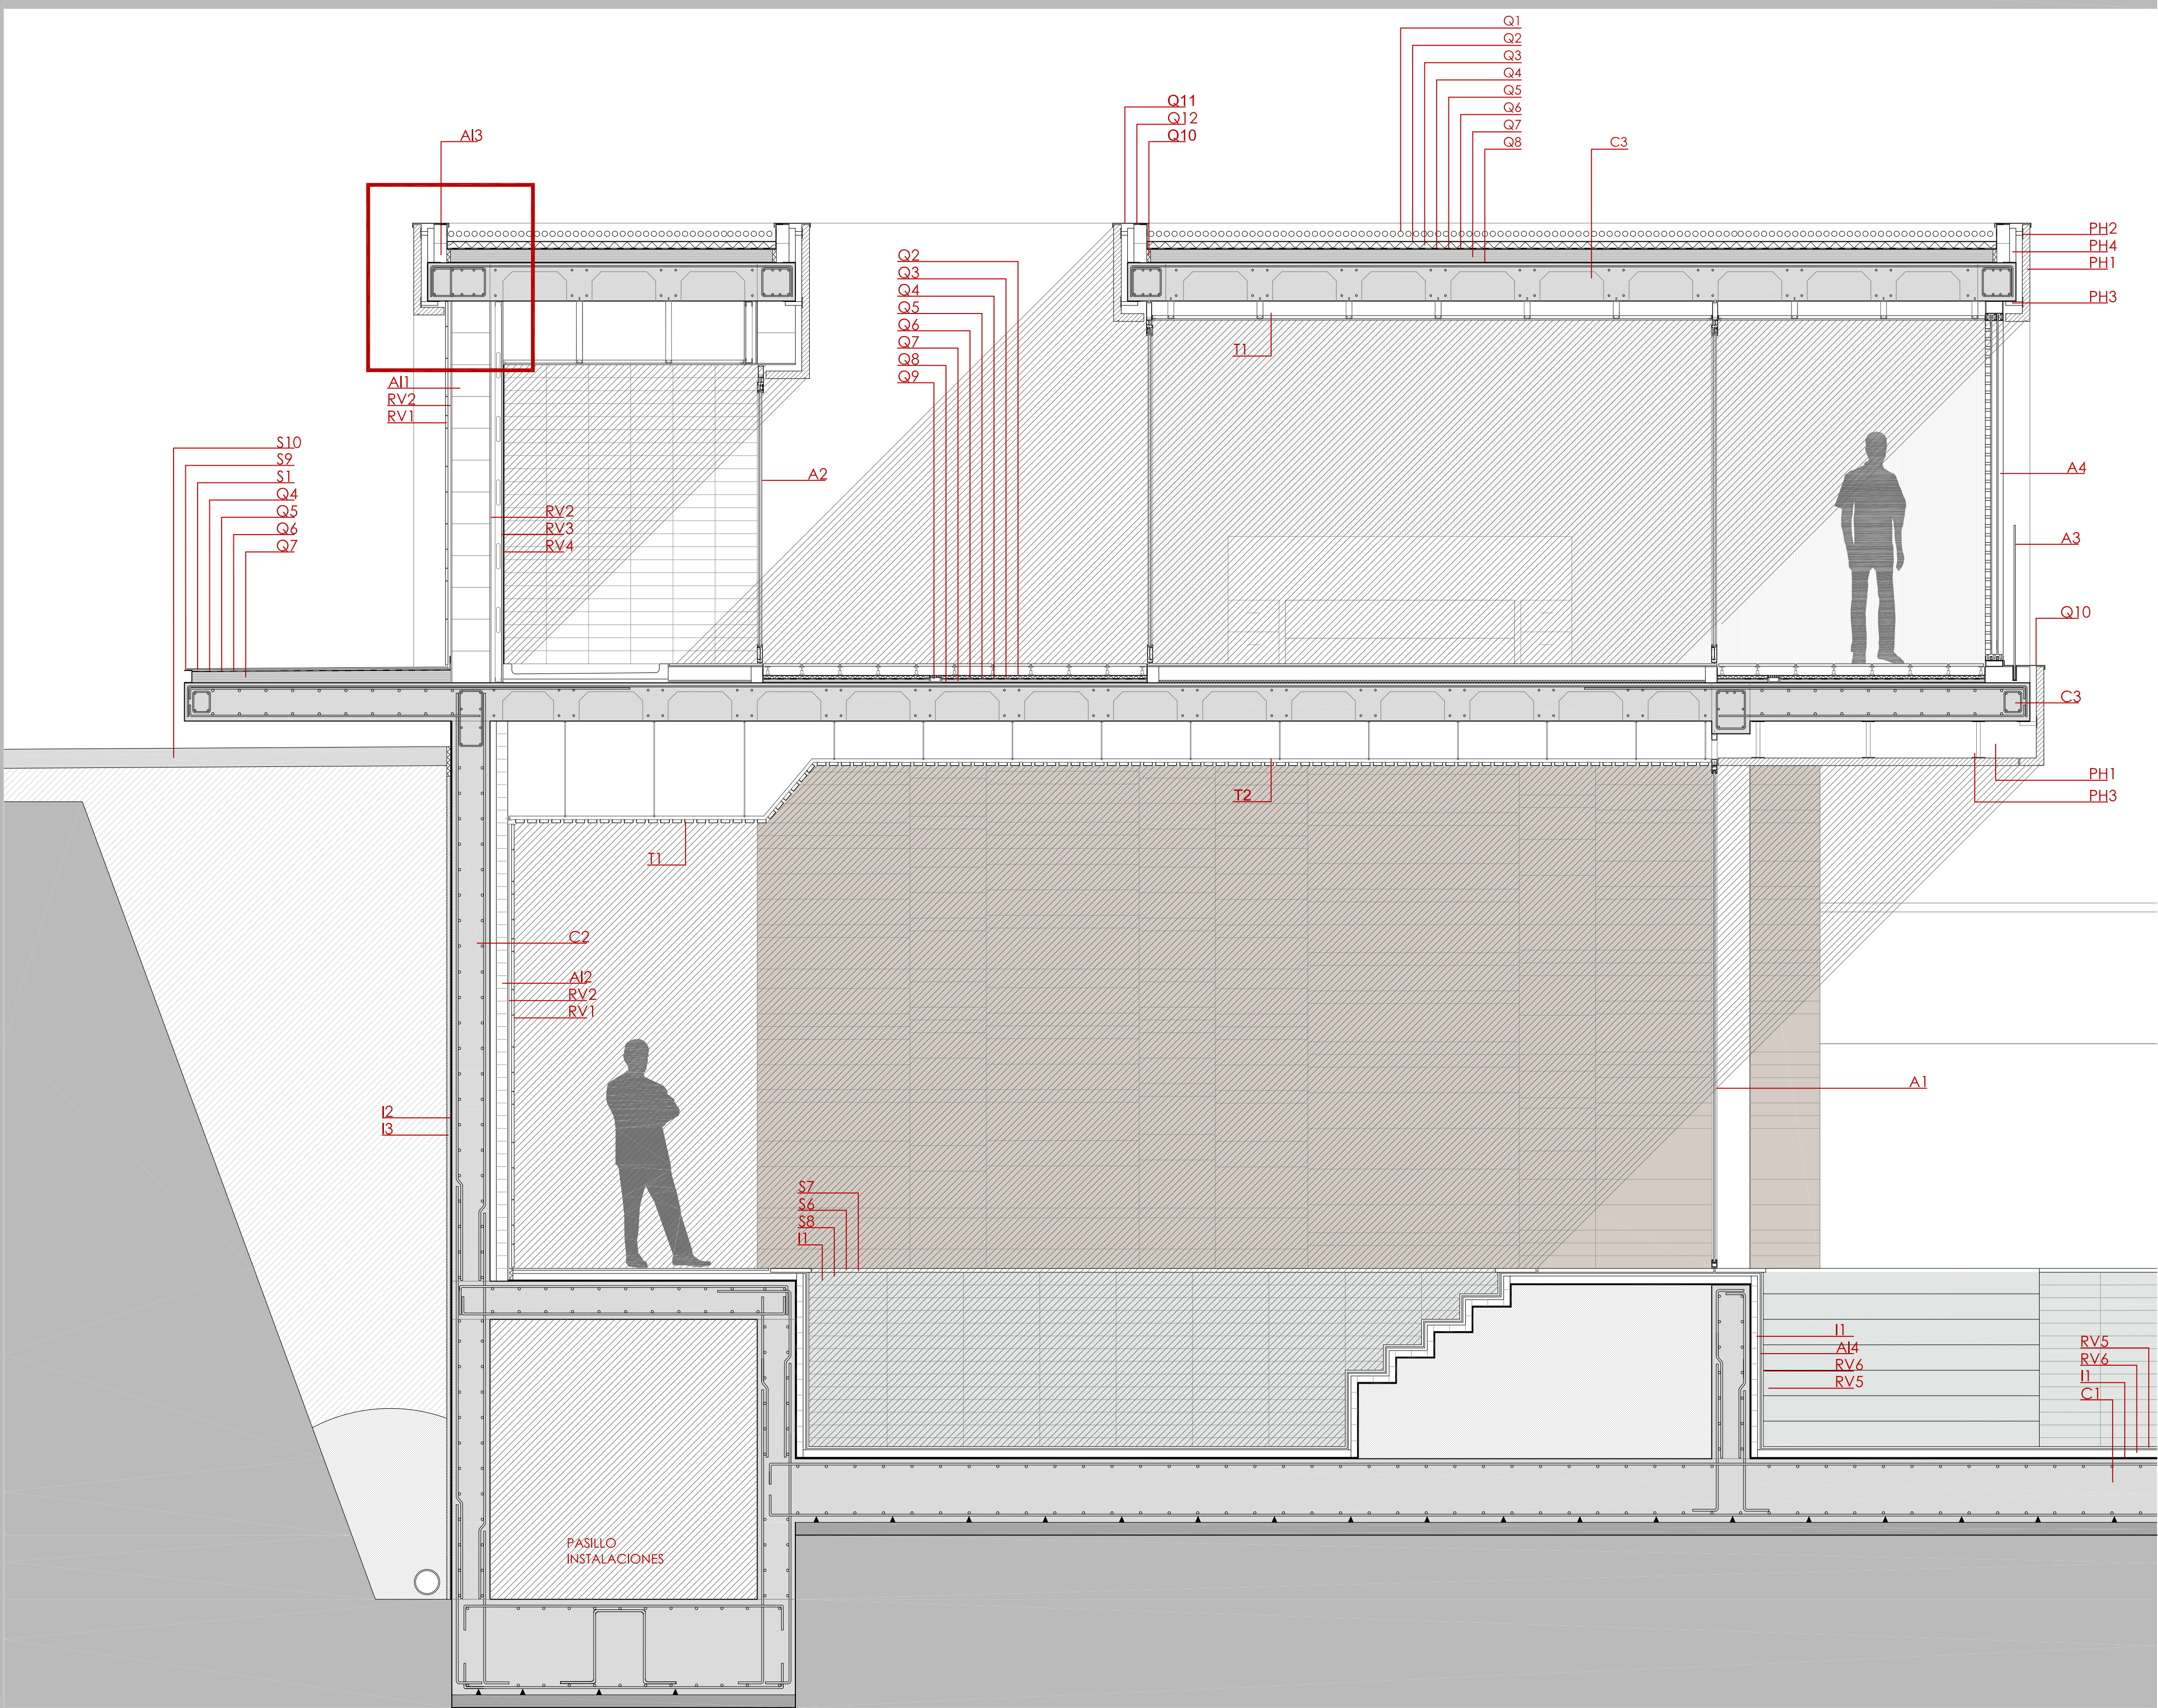 Q1
Q2
Q3
Q4
Q5
Q6
Q7
Q8
Q11
Q12
Q10
C3
AI3
PH2
PH4
PH1
PH3
Q2
Q3
Q4
Q5
Q6
Q7
Q8
Q9
T1
AI1
RV2
RV1
S10
S9
S1
Q4
Q5
Q6
Q7
A2
A4
RV2
RV3
RV4
A3
Q10
C3
PH1
PH3
T2
T1
C2
AI2
RV2
RV1
A1
I2
I3
S7
S6
S8
I1
I1
AI4
RV6
RV5
RV5
RV6
I1
C1
PASILLO
INSTALACIONES